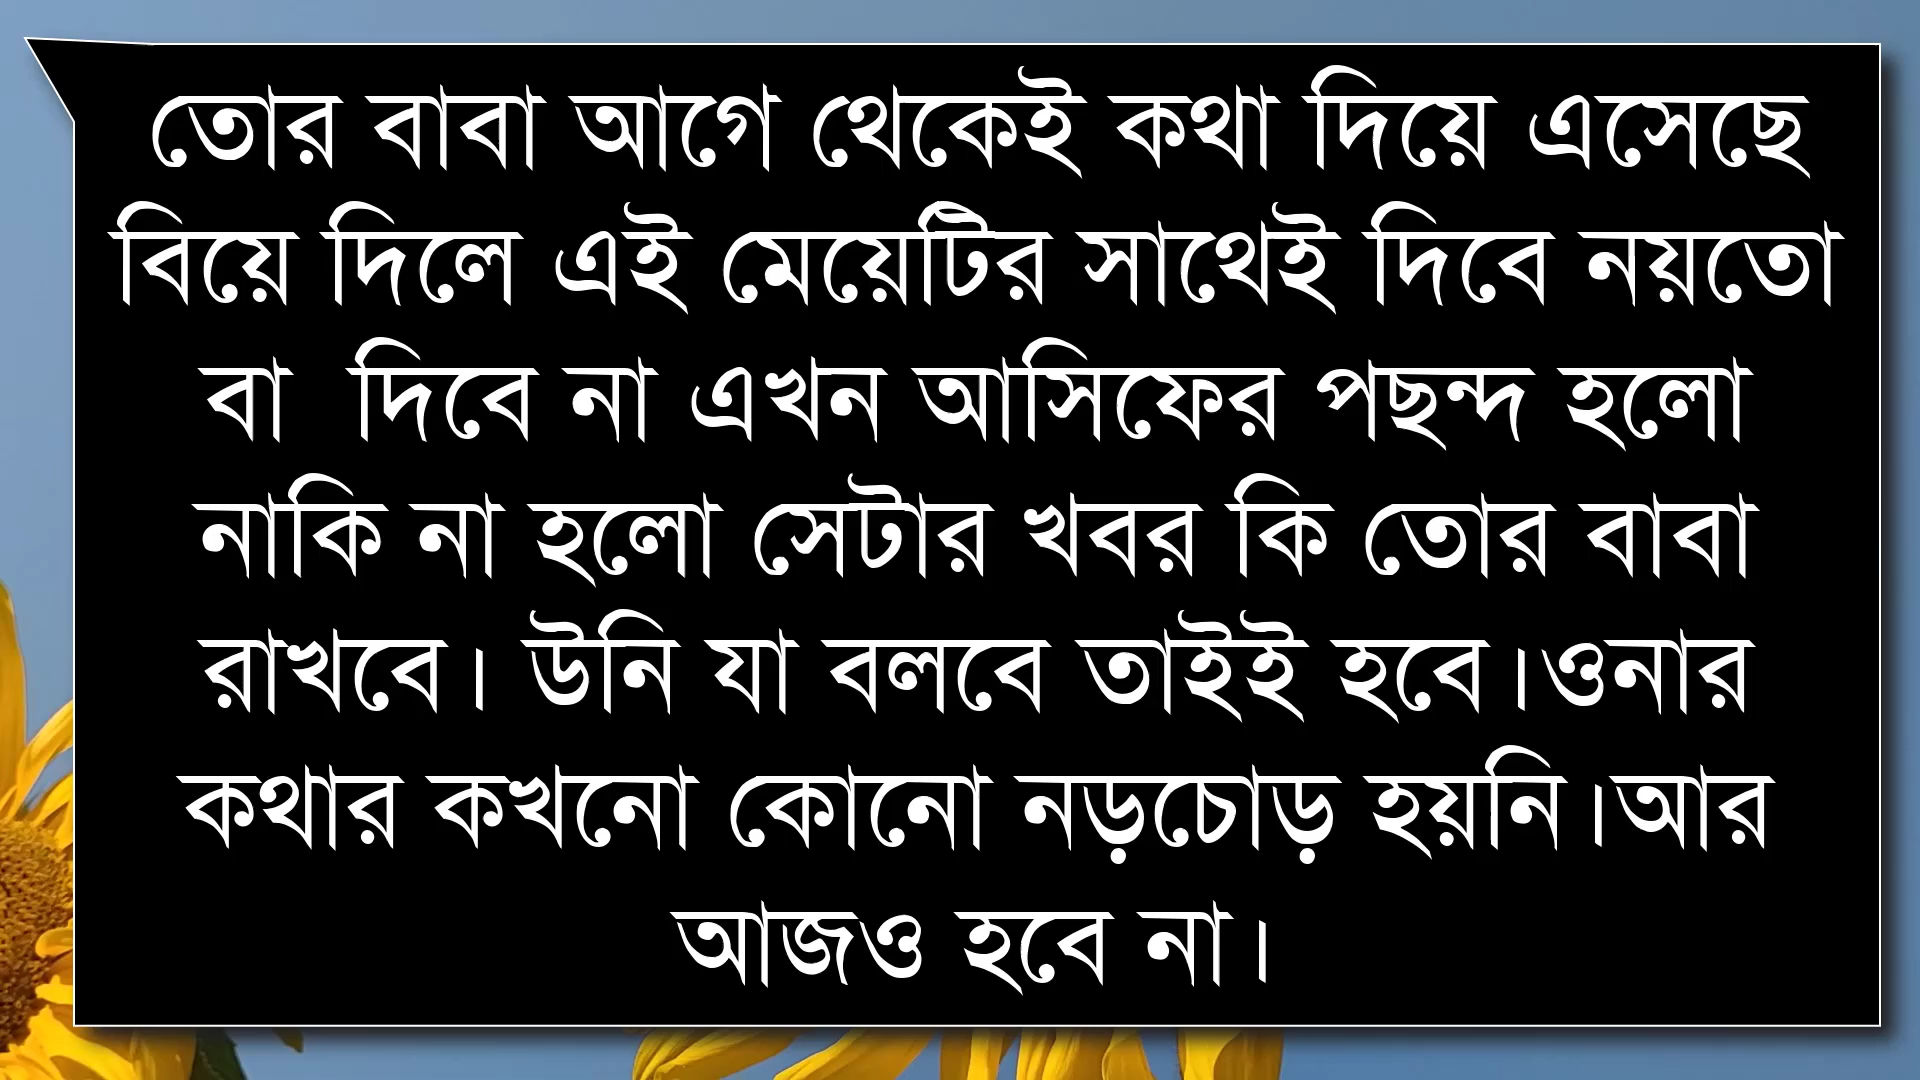 তোর বাবা আগে থেকেই কথা দিয়ে এসেছে
বিয়ে দিলে এই মেয়েটির সাথেই দিবে নয়তো
বা  দিবে না এখন আসিফের পছন্দ হলো
নাকি না হলো সেটার খবর কি তোর বাবা
রাখবে। উনি যা বলবে তাইই হবে।ওনার
কথার কখনো কোনো নড়চোড় হয়নি।আর
আজও হবে না।